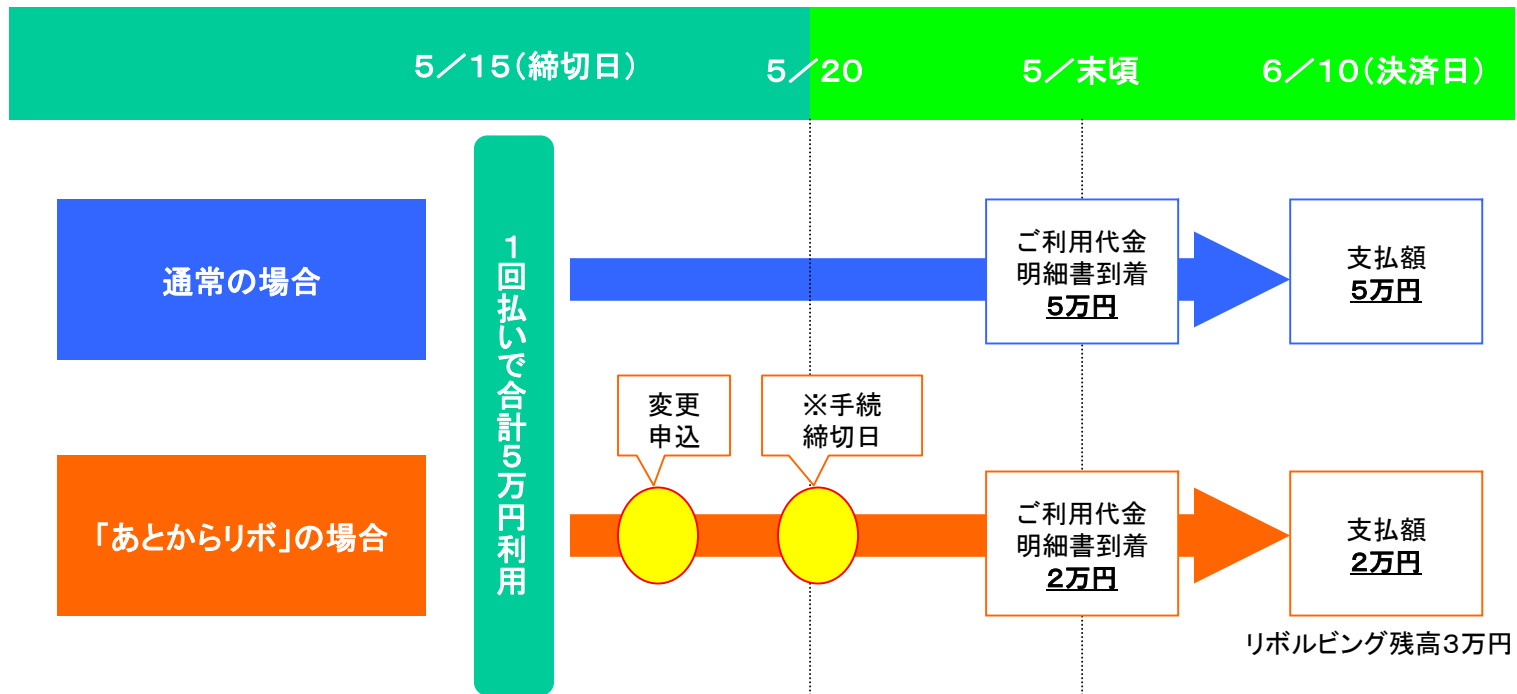 5／15（締切日）
5／20
5／末頃
6／10（決済日）
1回払いで合計5万円利用
通常の場合
ご利用代金
明細書到着
5万円
支払額
5万円
変更
申込
※手続
締切日
「あとからリボ」の場合
ご利用代金
明細書到着
2万円
支払額
2万円
リボルビング残高3万円